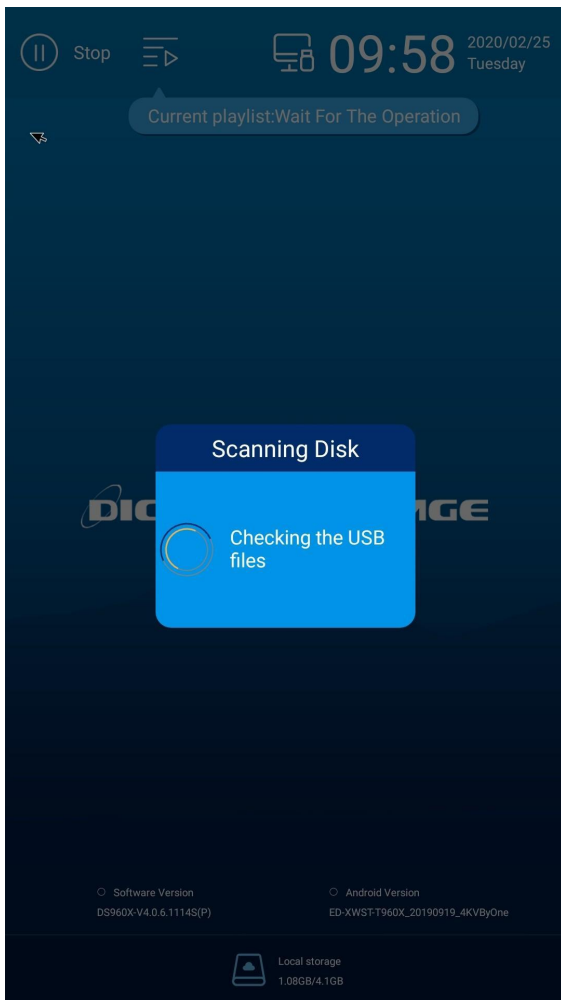 Stop
09:58
2020/02/25
Tuesday
Current playlist:Wait For The Operation
Scanning Disk
Checking the USB
files
Software Version
DS960X-V4.0.6.1114S(P)
Android Version
ED-XWST-T960X_20190919_4KVByOne
Local storage
1.08GB/4.1GB